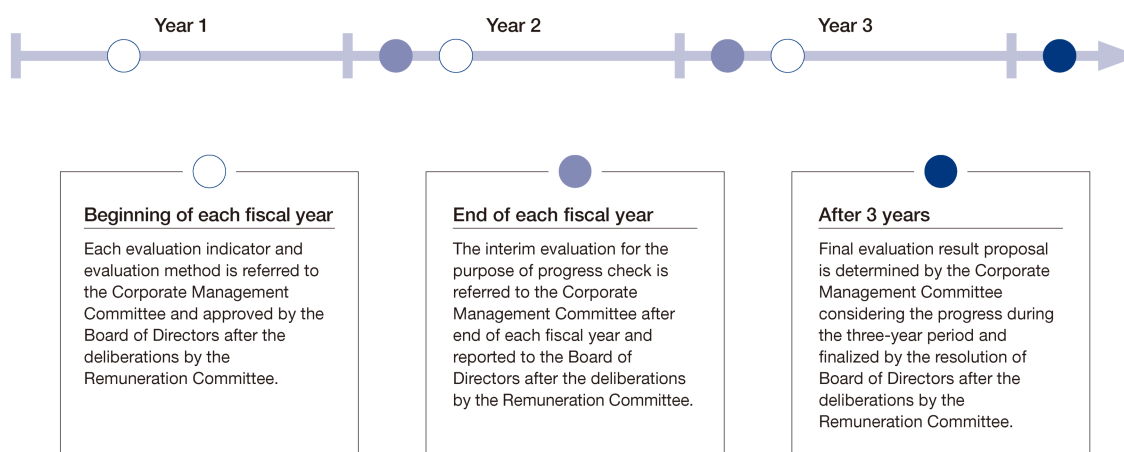 Year 1
Year 2
Year 3
Beginning of each fiscal year
Each evaluation indicator and
evaluation method is referred to
the Corporate Management
Committee and approved by the
Board of Directors after the
deliberations by the
Remuneration Committee.
End of each fiscal year
The interim evaluation for the
purpose of progress check is
referred to the Corporate
Management Committee after
end of each fiscal year and
reported to the Board of
Directors after the deliberations
by the Remuneration Committee.
After 3 years
Final evaluation result proposal
is determined by the Corporate
Management Committee
considering the progress during
the three-year period and
finalized by the resolution of
Board of Directors after the
deliberations by the
Remuneration Committee.